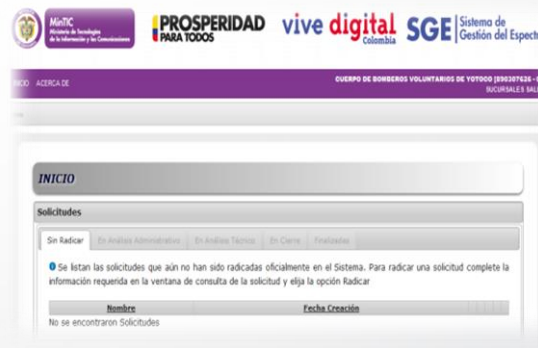 MinTIC
Ministerio de Tecnologías
de la Información y las Comunicaciones
PROSPERIDAD
PARA TODOS
vive digital
Colombia
SGE Sistema de
Gestión del Espect
ACERCA DE
CUERPO DE BOMBEROS VOLUNTARIOS DE YOTOCO [890307626 -
SUCURSALES SAL
INICIO
Solicitudes
Sin Radicar En Análisis Administrativo En Análisis Técnico En Cierre Finalizadas
Se listan las solicitudes que aún no han sido radicadas oficialmente en el Sistema. Para radicar una solicitud complete la
información requerida en la ventana de consulta de la solicitud y elija la opción Radicar
Nombre Fecha Creación
No se encontraron Solicitudes